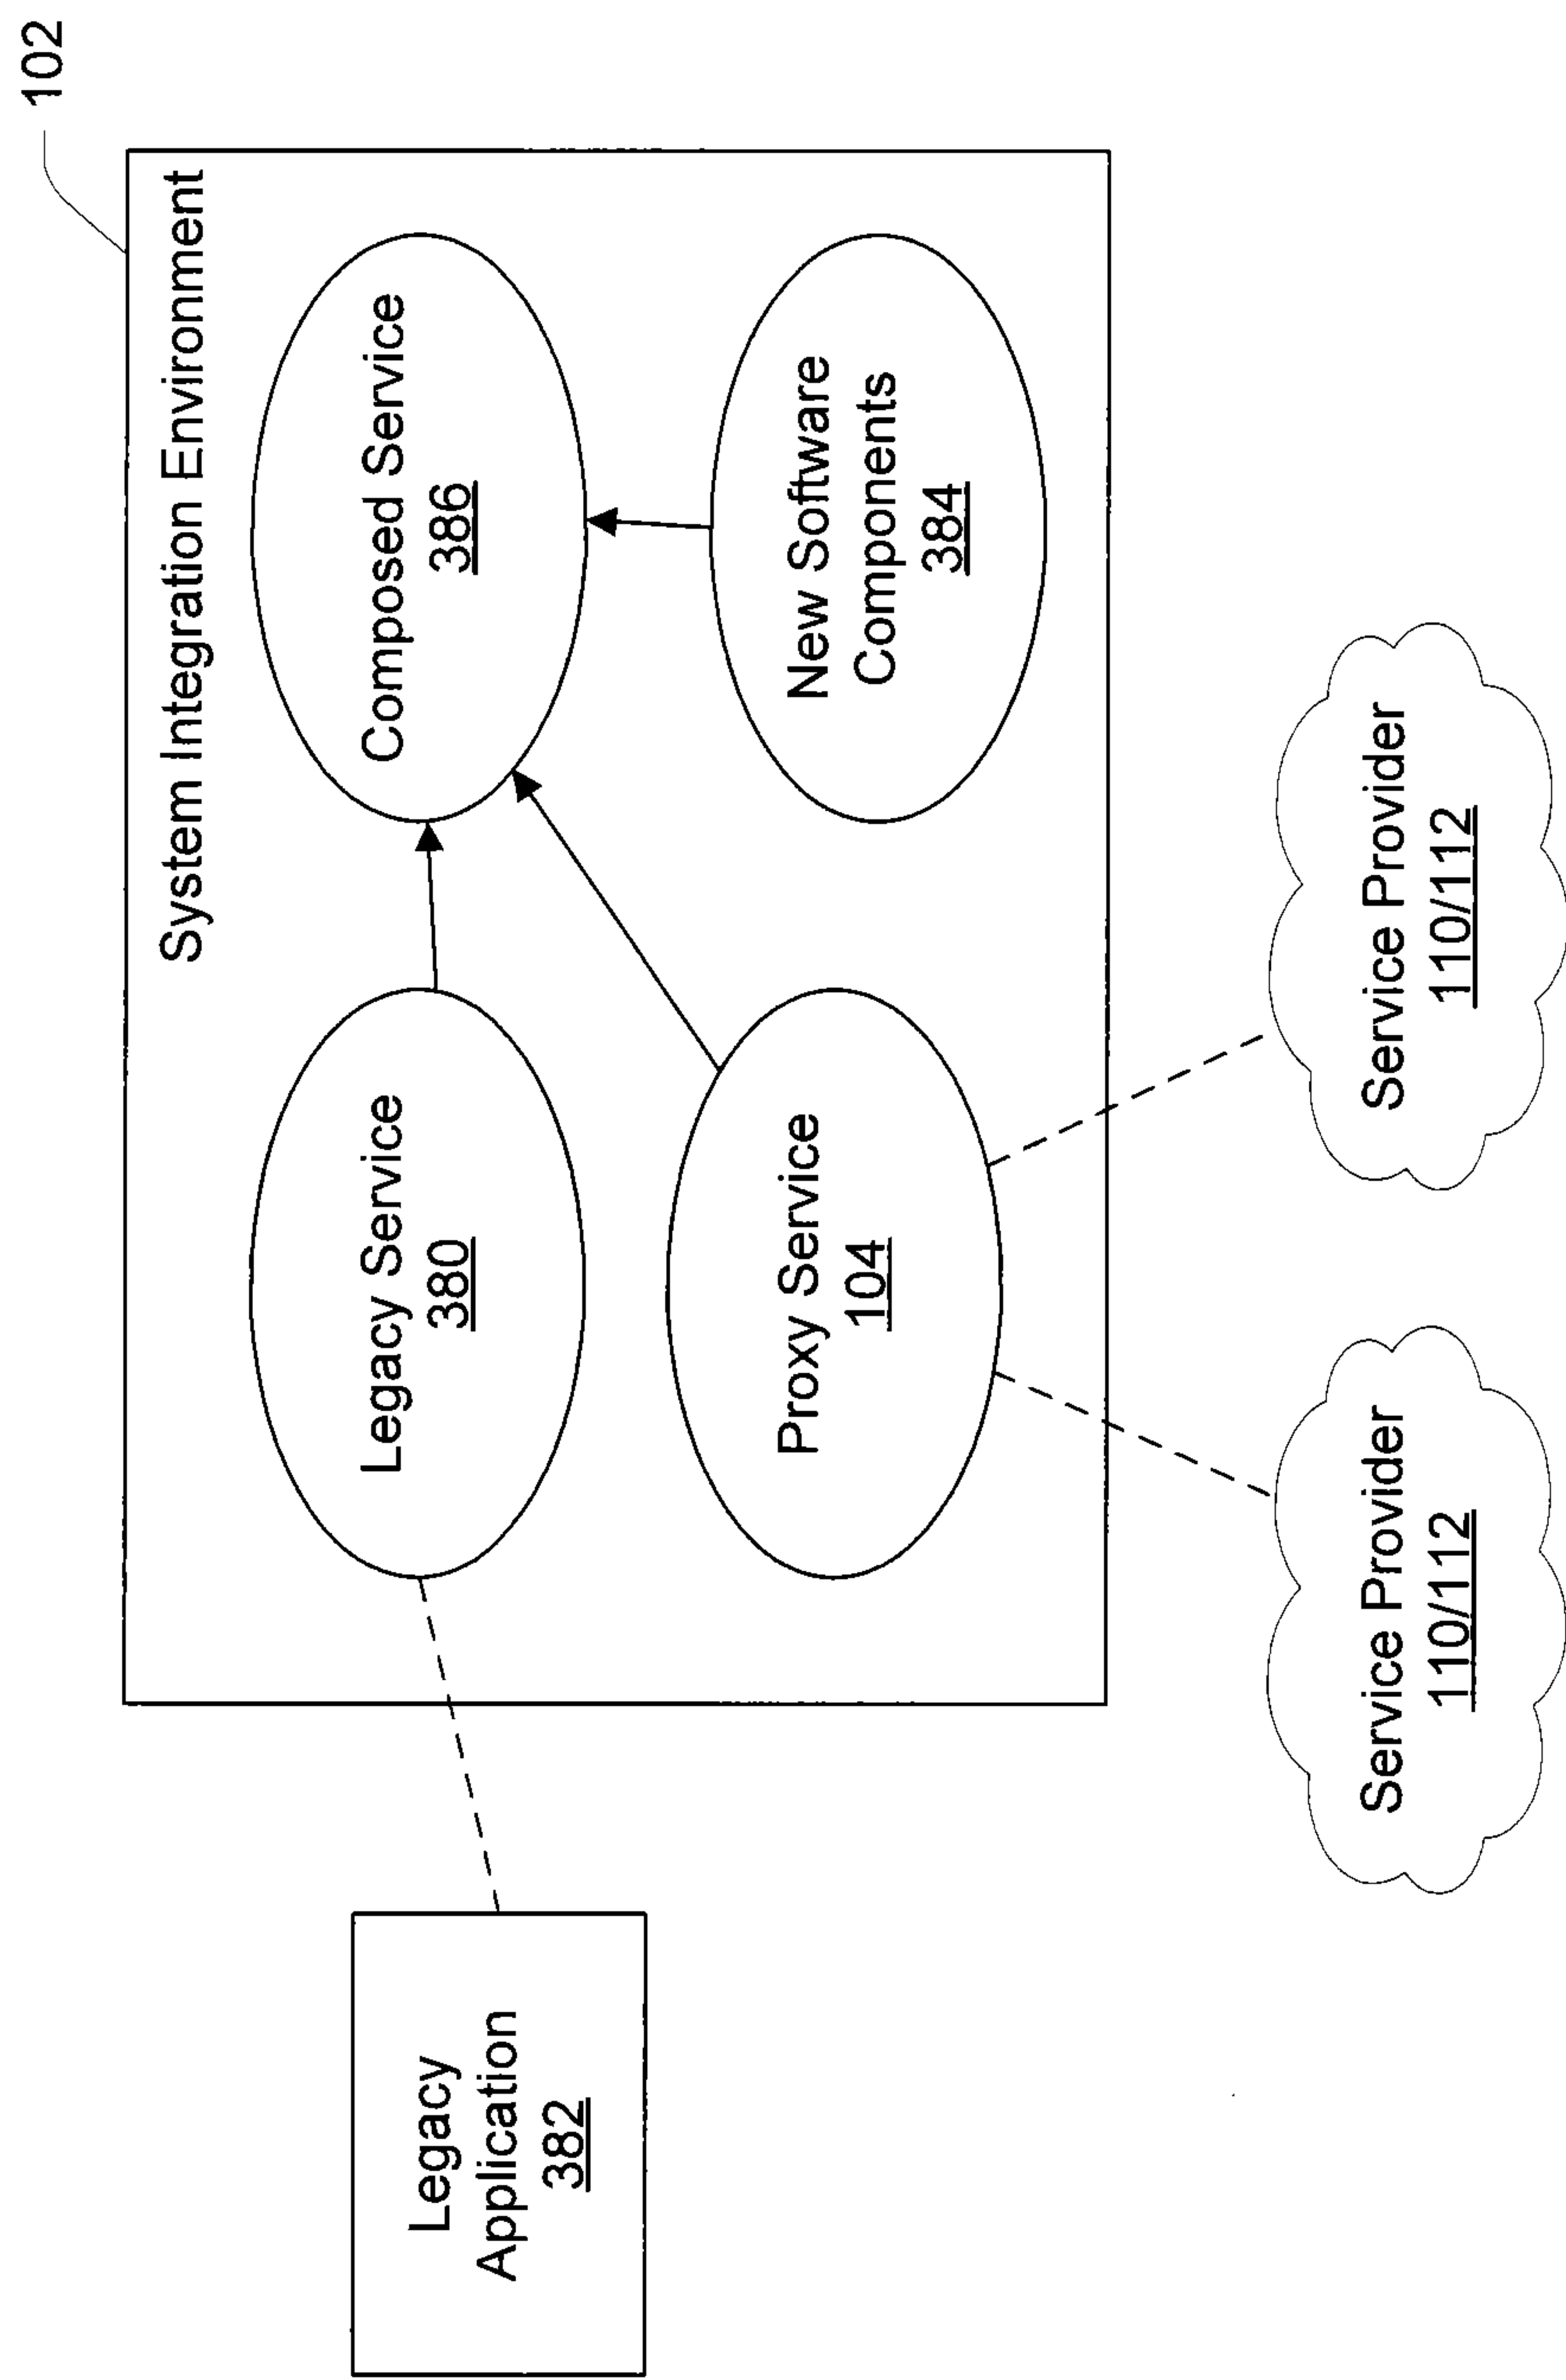 102
System Integration Environment
Legacy Service
380
Composed Service
386
Legacy
Application
382
Proxy Service
104
New Software
Components
384
Service Provider
110/112
Service Provider
110/112